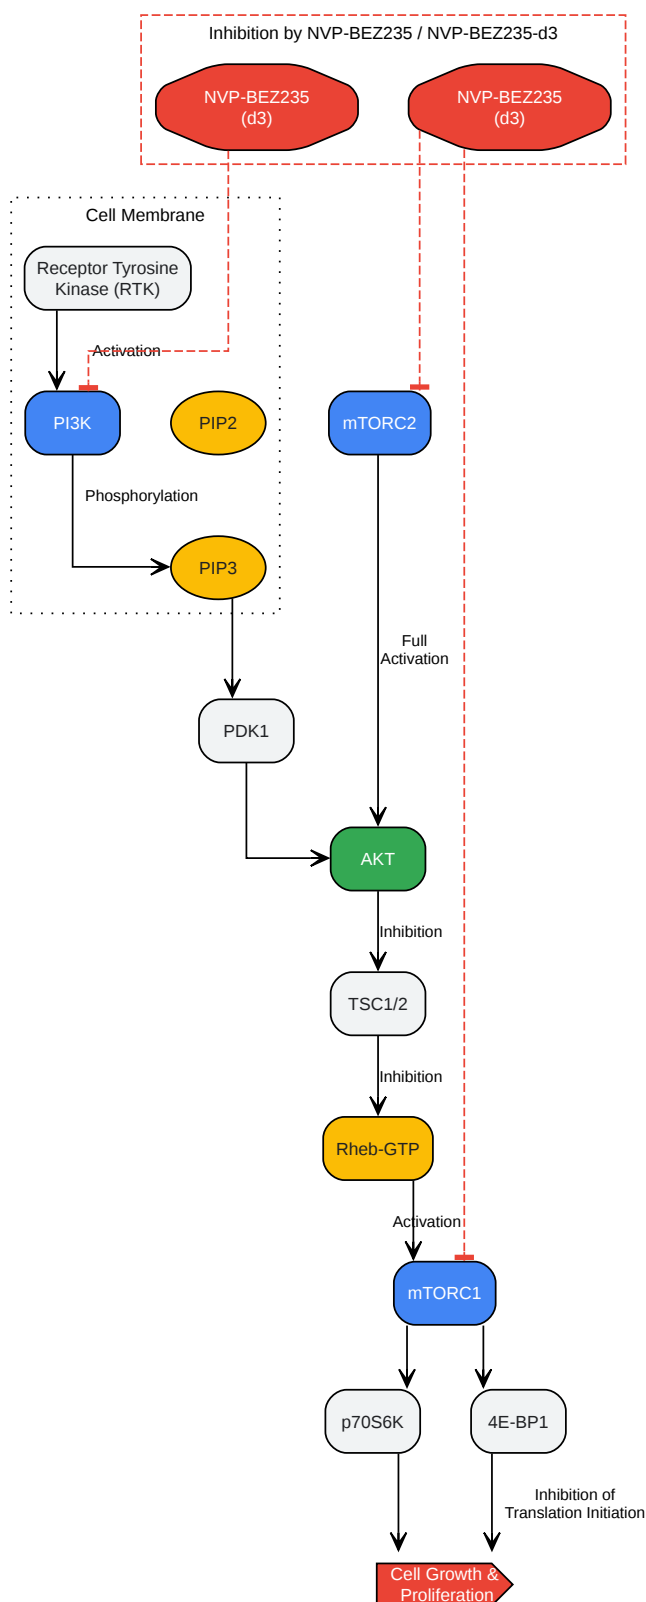 Inhibition by NVP-BEZ235 / NVP-BEZ235-d3
NVP-BEZ235
(d3)
NVP-BEZ235
(d3)
Cell Membrane
Receptor Tyrosine
Kinase (RTK)
Activation
PI3K
PIP2
mTORC2
Phosphorylation
PIP3
Full
Activation
PDK1
AKT
Inhibition
TSC1/2
Inhibition
Rheb-GTP
Activation
mTORC1
p70S6K
4E-BP1
Inhibition of
Translation Initiation
Cell Growth &
Proliferation